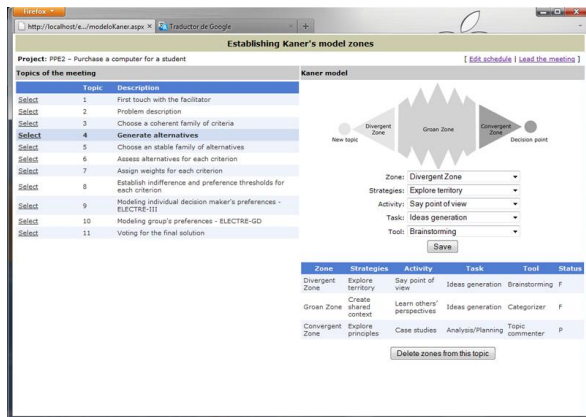 Firefox
http://localhost/e.../modeloKaner.aspx
Traductor de Google
Establishing Kaner's model zones
Project: PPE2 – Purchase a computer for a student
[ Edit schedule | Lead the meeting ]
Topics of the meeting
Topic Description
Select 1 First touch with the facilitator
Select 2 Problem description
Select 3 Choose a coherent family of criteria
Select 4 Generate alternatives
Select 5 Choose an stable family of alternatives
Select 6 Assess alternatives for each criterion
Select 7 Assign weights for each criterion
Select 8 Establish indifference and preference thresholds for
each criterion
Select 9 Modeling individual decision maker's preferences -
ELECTRE-III
Select 10 Modeling group's preferences - ELECTRE-GD
Select 11 Voting for the final solution
Kaner model
New topic
Divergent
Zone
Groan Zone
Convergent
Zone
Decision point
Zone: Divergent Zone
Strategies: Explore territory
Activity: Say point of view
Task: Ideas generation
Tool: Brainstorming
Save
Zone Strategies Activity Task Tool Status
Divergent Zone Explore territory Say point of view Ideas generation Brainstorming F
Groan Zone Create shared context Learn others' perspectives Ideas generation Categorizer F
Convergent Zone Explore principles Case studies Analysis/Planning Topic commenter P
Delete zones from this topic